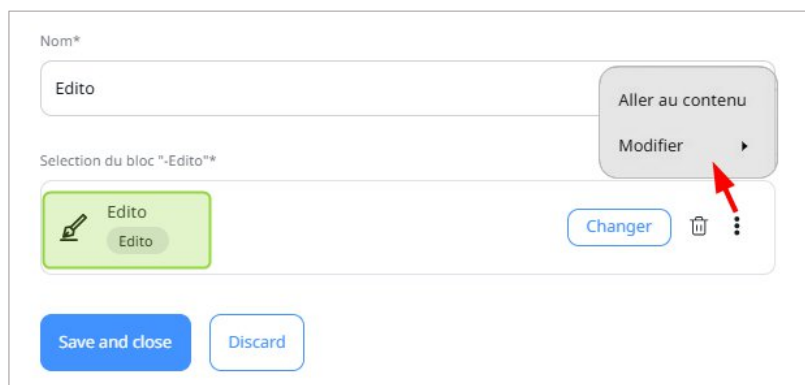 Nom*
Edito
Aller au contenu
Modifier
Selection du bloc "-Edito"*
Edito
Edito
Changer
Save and close
Discard